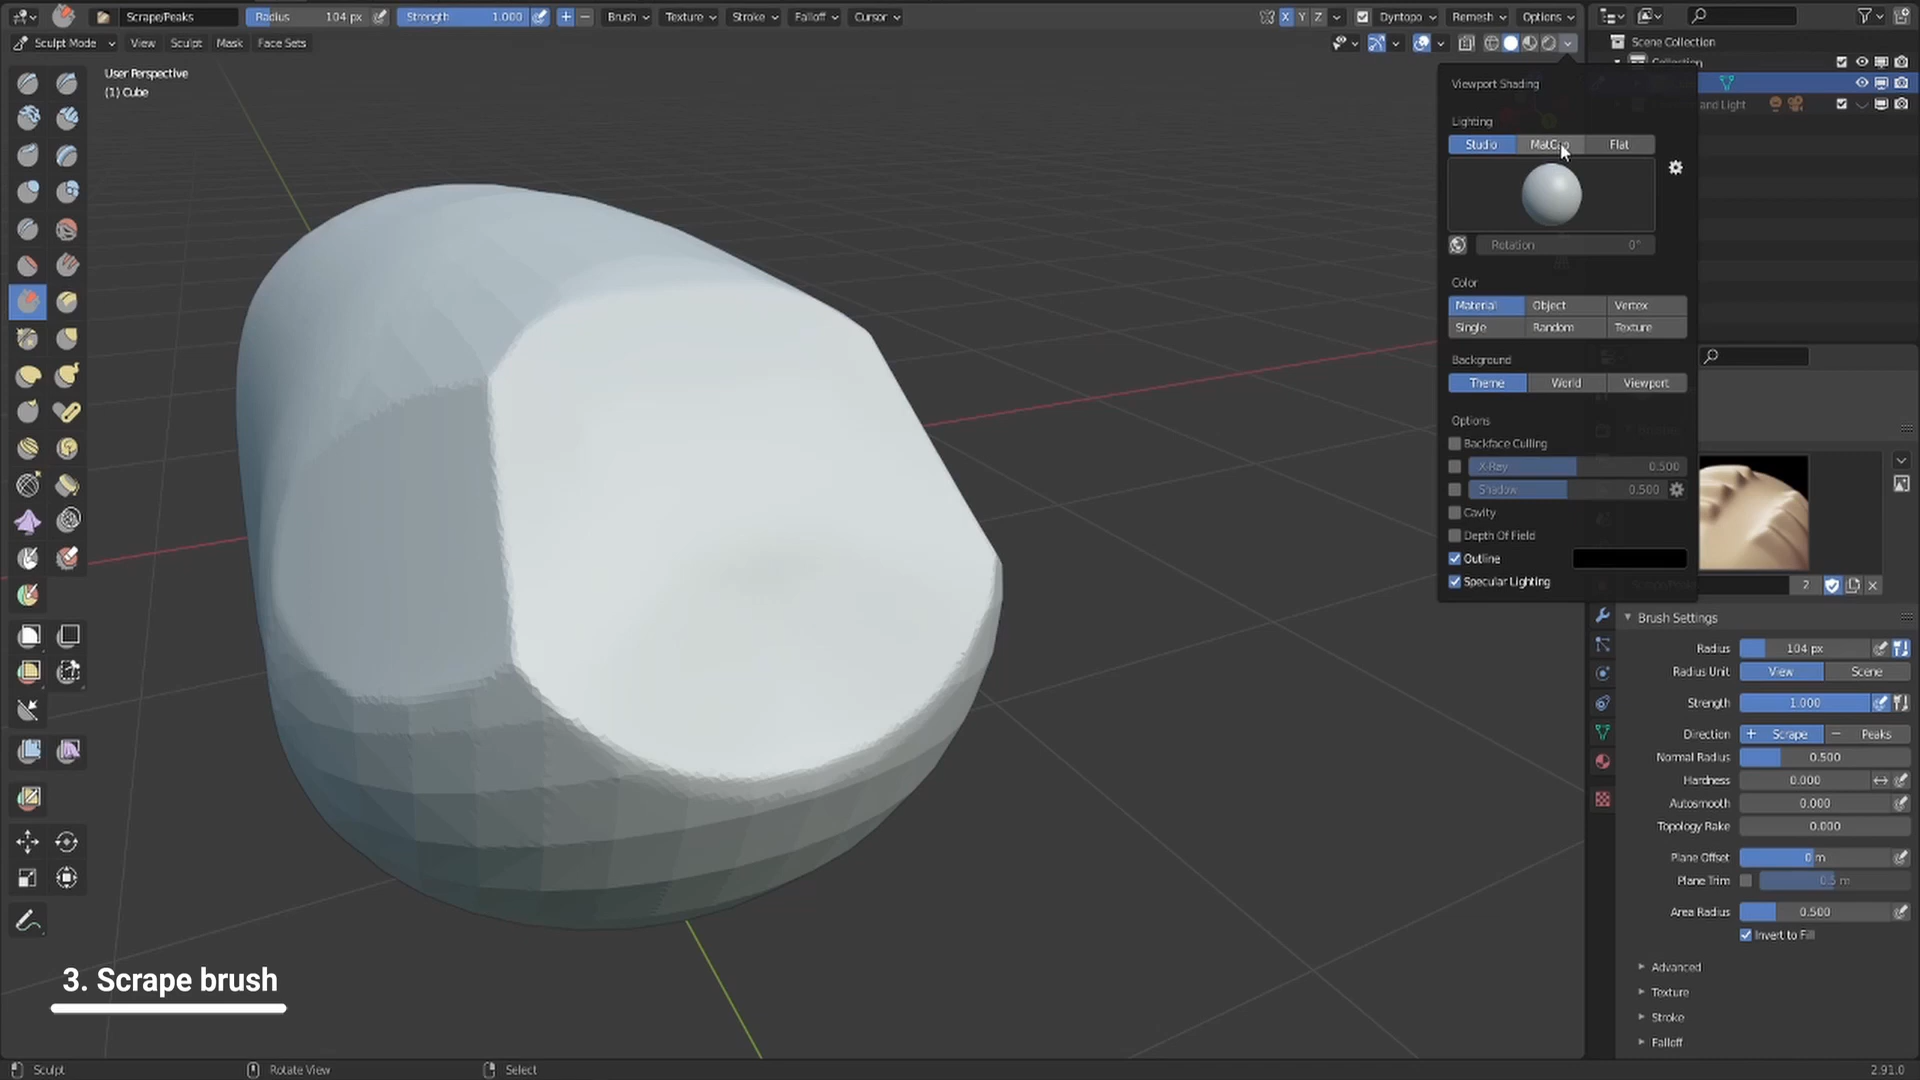 Scrape/Peaks
Radius 104 px
Strength 1.000
Brush
Texture
Stroke
Falloff
Cursor
X Y Z
Dyntopo
Remesh
Options
Sculpt Mode
View
Sculpt
Mask
Face Sets
User Perspective
(1) Cube
Scene Collection
Collection
and Light
Viewport Shading
Lighting
Studio
MatCap
Flat
Rotation 0°
Color
Material
Object
Vertex
Single
Random
Texture
Background
Theme
World
Viewport
Options
Backface Culling
X-Ray 0.500
Shadow 0.500
Cavity
Depth Of Field
Outline
Specular Lighting
2
Brush Settings
Radius 104 px
Radius Unit View Scene
Strength 1.000
Direction + Scrape − Peaks
Normal Radius 0.500
Hardness 0.000
Autosmooth 0.000
Topology Rake 0.000
Plane Offset 0 m
Plane Trim 0.5 m
Area Radius 0.500
Invert to Fill
Advanced
Texture
Stroke
Falloff
3. Scrape brush
Sculpt
Rotate View
Select
2.91.0